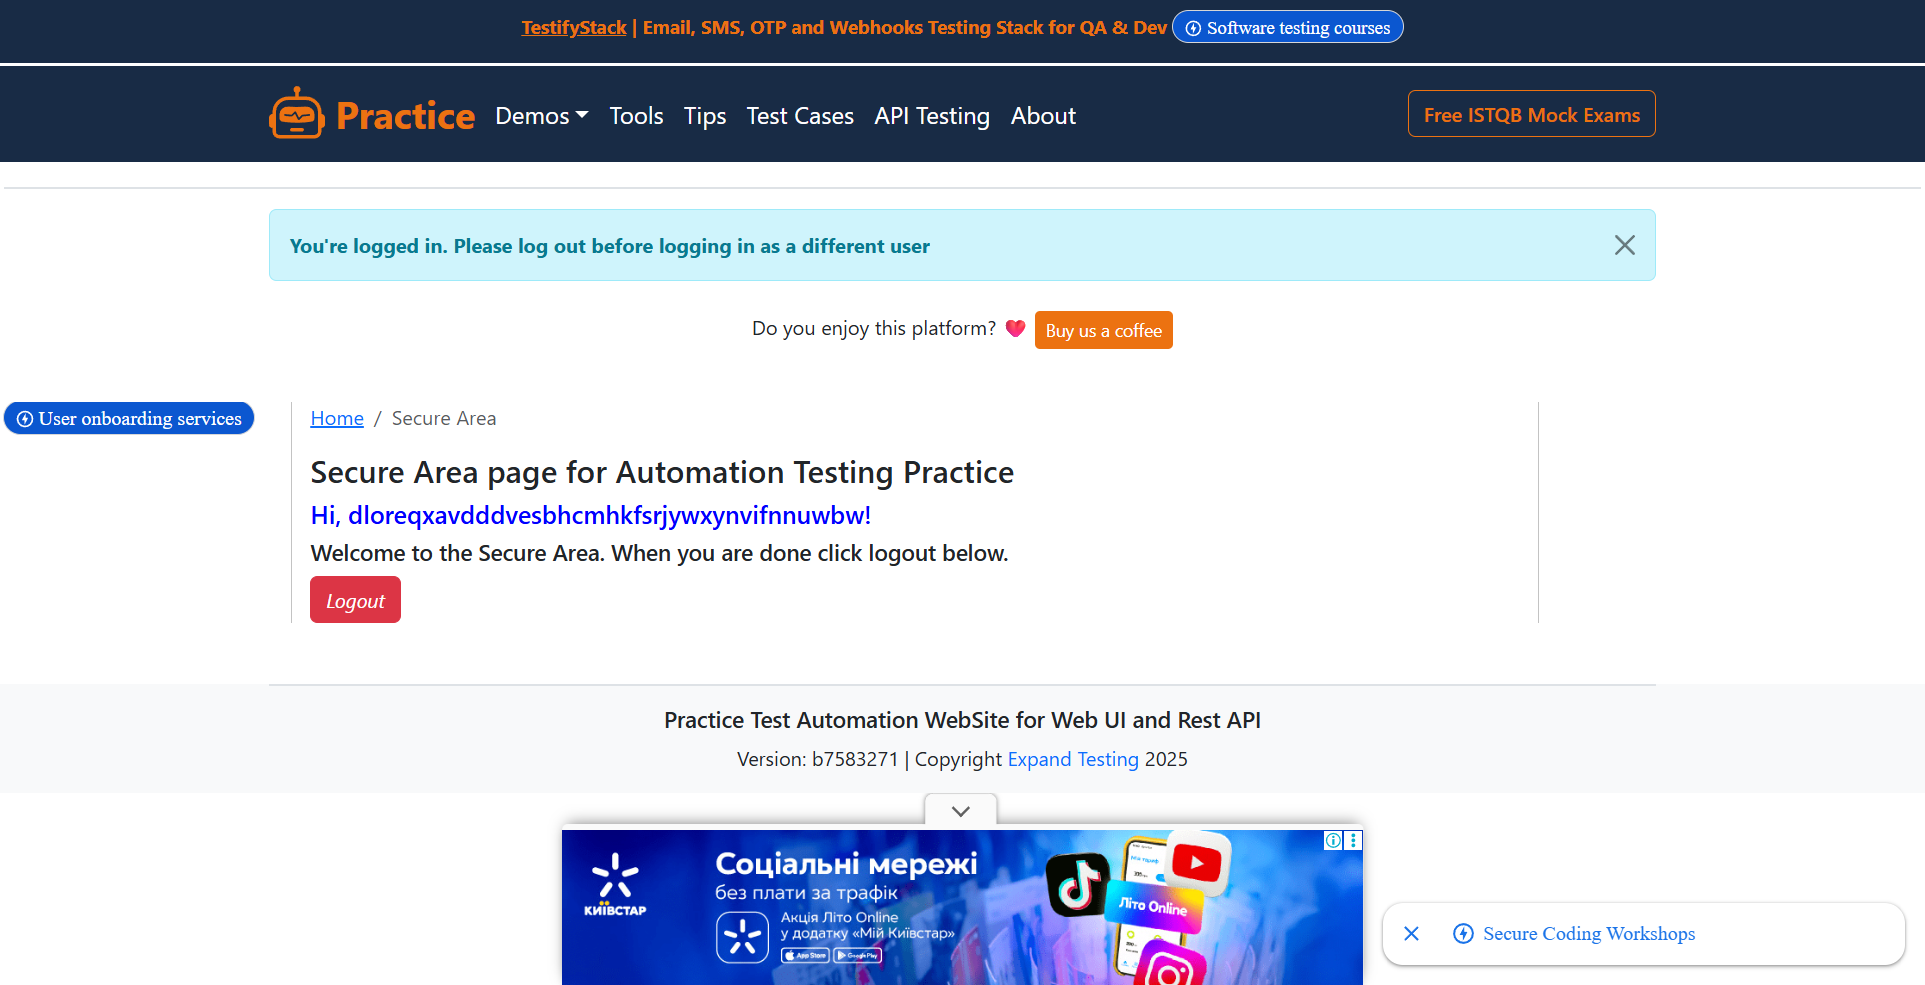 TestifyStack | Email, SMS, OTP and Webhooks Testing Stack for QA & Dev Software testing courses
Practice Demos Tools Tips Test Cases API Testing About Free ISTQB Mock Exams
You're logged in. Please log out before logging in as a different user
Do you enjoy this platform? Buy us a coffee
User onboarding services
Home / Secure Area
Secure Area page for Automation Testing Practice
Hi, dloreqxavdddvesbhcmhkfsrjywxynvifnnuwbw!
Welcome to the Secure Area. When you are done click logout below.
Logout
Practice Test Automation WebSite for Web UI and Rest API
Version: b7583271 | Copyright Expand Testing 2025
КИЇВСТАР
Соціальні мережі
без плати за трафік
Акція Літо Online
у додатку «Мій Київстар»
App Store Google Play
Літо Online
Secure Coding Workshops